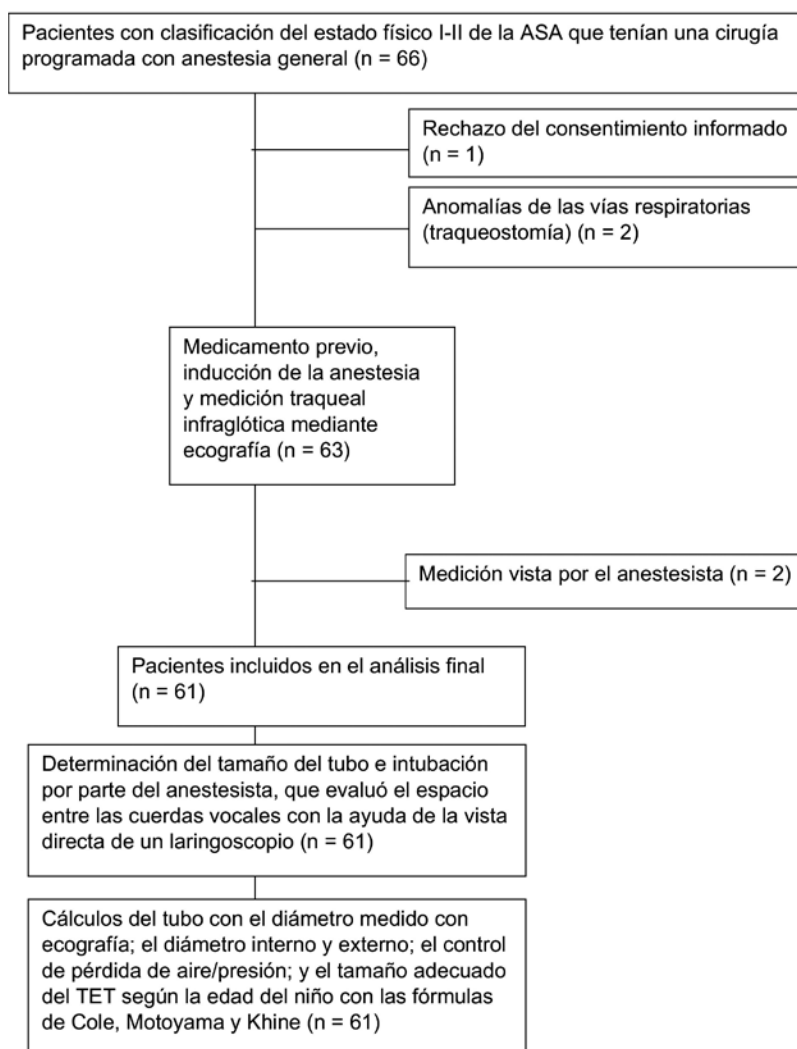 Pacientes con clasificación del estado físico I-II de la ASA que tenían una cirugía
programada con anestesia general (n = 66)
Rechazo del consentimiento informado
(n = 1)
Anomalías de las vías respiratorias
(traqueostomía) (n = 2)
Medicamento previo,
inducción de la anestesia
y medición traqueal
infraglótica mediante
ecografía (n = 63)
Medición vista por el anestesista (n = 2)
Pacientes incluidos en el análisis final
(n = 61)
Determinación del tamaño del tubo e intubación
por parte del anestesista, que evaluó el espacio
entre las cuerdas vocales con la ayuda de la vista
directa de un laringoscopio (n = 61)
Cálculos del tubo con el diámetro medido con
ecografía; el diámetro interno y externo; el control
de pérdida de aire/presión; y el tamaño adecuado
del TET según la edad del niño con las fórmulas
de Cole, Motoyama y Khine (n = 61)